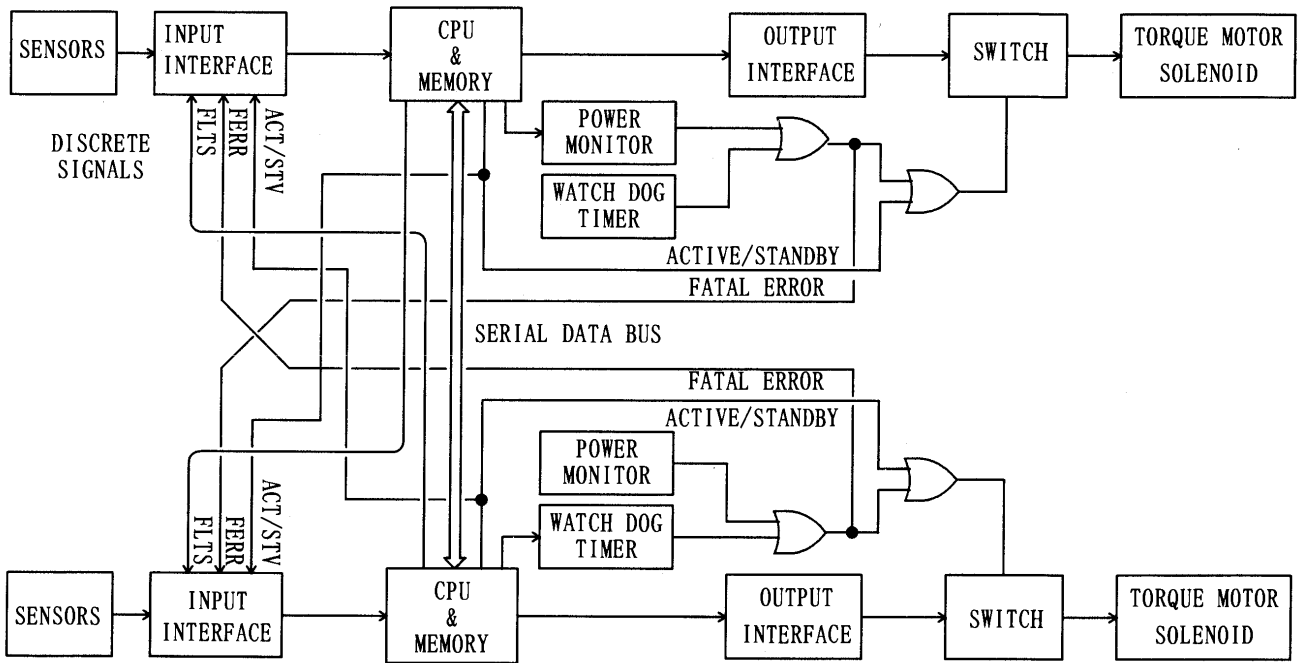 SENSORS
INPUT
INTERFACE
CPU
&
MEMORY
OUTPUT
INTERFACE
SWITCH
TORQUE MOTOR
SOLENOID
DISCRETE
SIGNALS
FLTS
FERR
ACT/STV
POWER
MONITOR
WATCH DOG
TIMER
ACTIVE/STANDBY
FATAL ERROR
SERIAL DATA BUS
FATAL ERROR
ACTIVE/STANDBY
POWER
MONITOR
WATCH DOG
TIMER
FLTS
FERR
ACT/STV
SENSORS
INPUT
INTERFACE
CPU
&
MEMORY
OUTPUT
INTERFACE
SWITCH
TORQUE MOTOR
SOLENOID